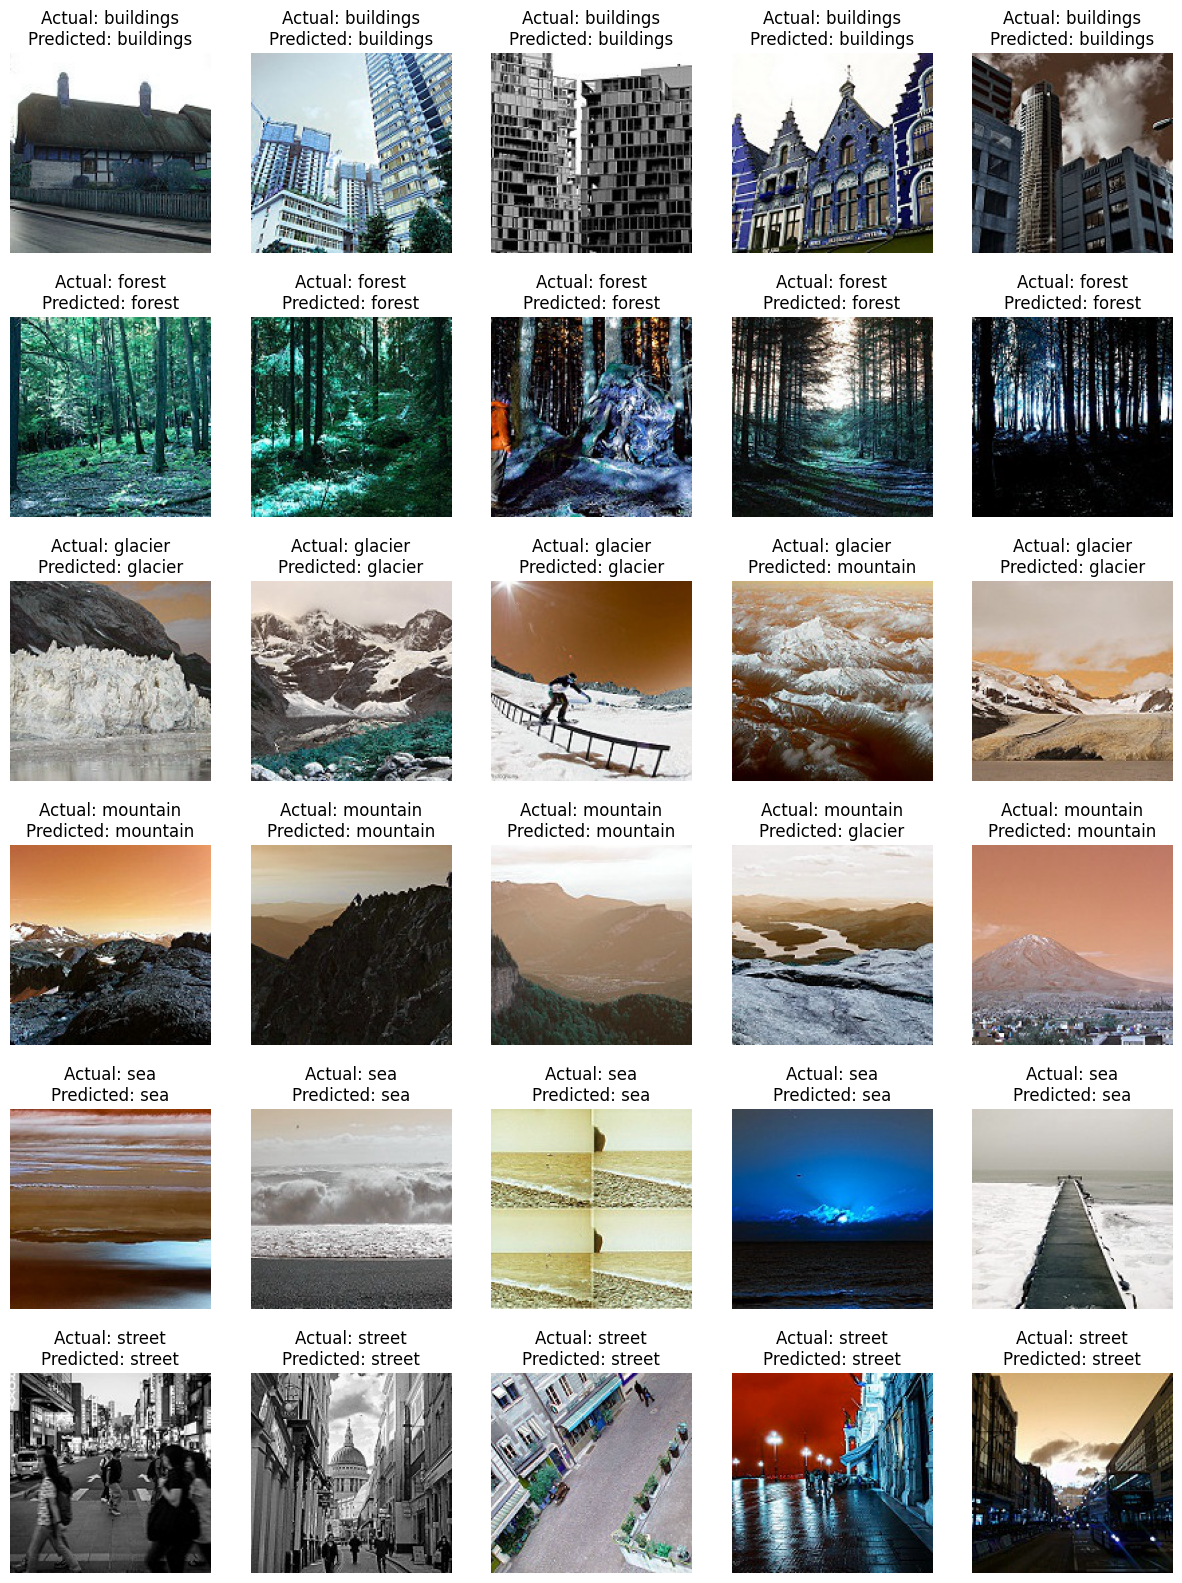 Actual: buildings
Predicted: buildings
Actual: buildings
Predicted: buildings
Actual: buildings
Predicted: buildings
Actual: buildings
Predicted: buildings
Actual: buildings
Predicted: buildings
Actual: forest
Predicted: forest
Actual: forest
Predicted: forest
Actual: forest
Predicted: forest
Actual: forest
Predicted: forest
Actual: forest
Predicted: forest
Actual: glacier
Predicted: glacier
Actual: glacier
Predicted: glacier
Actual: glacier
Predicted: glacier
Actual: glacier
Predicted: mountain
Actual: glacier
Predicted: glacier
Actual: mountain
Predicted: mountain
Actual: mountain
Predicted: mountain
Actual: mountain
Predicted: mountain
Actual: mountain
Predicted: glacier
Actual: mountain
Predicted: mountain
Actual: sea
Predicted: sea
Actual: sea
Predicted: sea
Actual: sea
Predicted: sea
Actual: sea
Predicted: sea
Actual: sea
Predicted: sea
Actual: street
Predicted: street
Actual: street
Predicted: street
Actual: street
Predicted: street
Actual: street
Predicted: street
Actual: street
Predicted: street